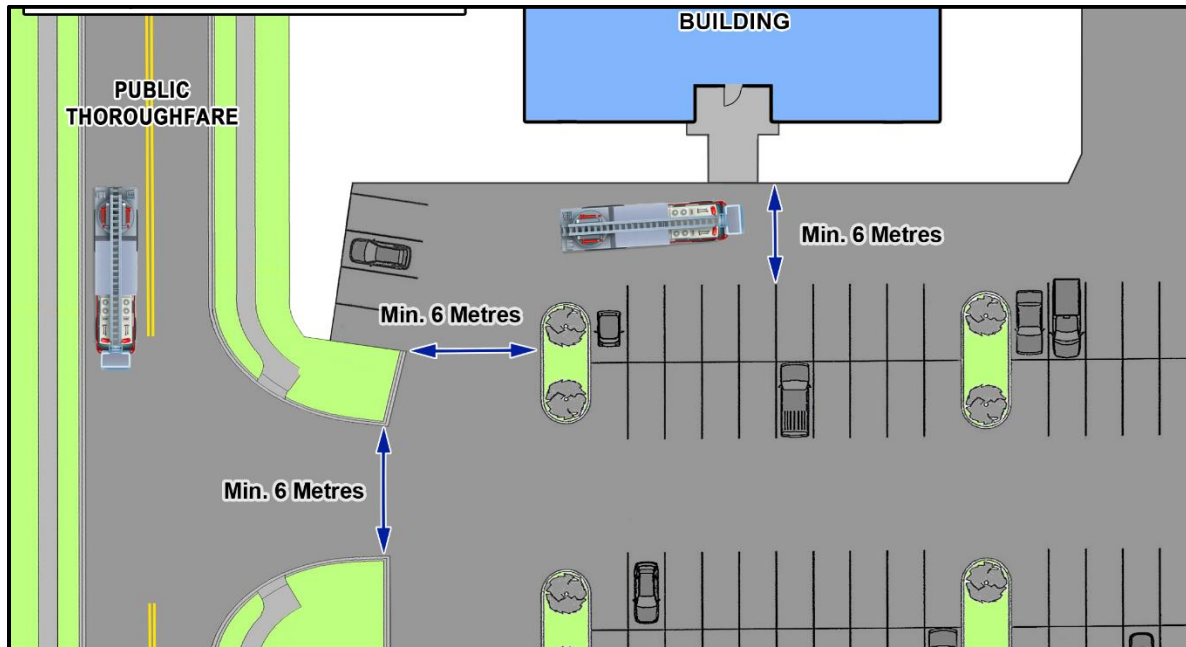 BUILDING
PUBLIC
THOROUGHFARE
Min. 6 Metres
Min. 6 Metres
Min. 6 Metres